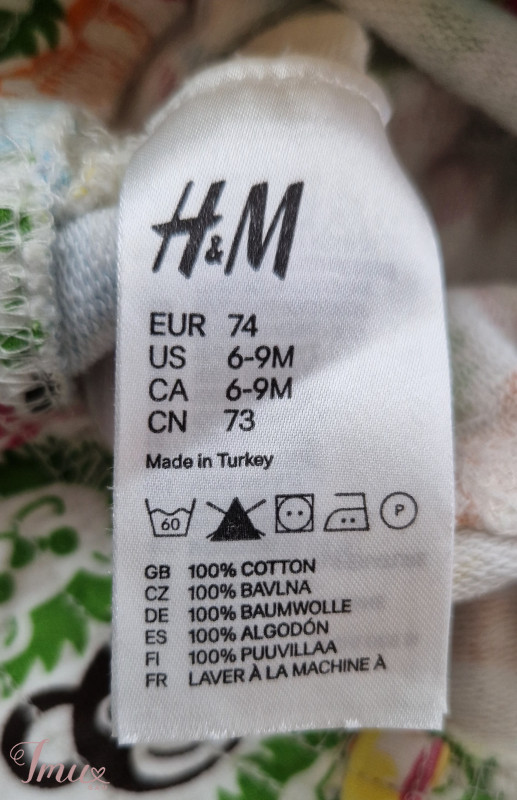 H&M
EUR 74
US 6-9M
CA 6-9M
CN 73
Made in Turkey
60
P
GB 100% COTTON
CZ 100% BAVLNA
DE 100% BAUMWOLLE
ES 100% ALGODÓN
FI 100% PUUVILLAA
FR LAVER À LA MACHINE À
Imu